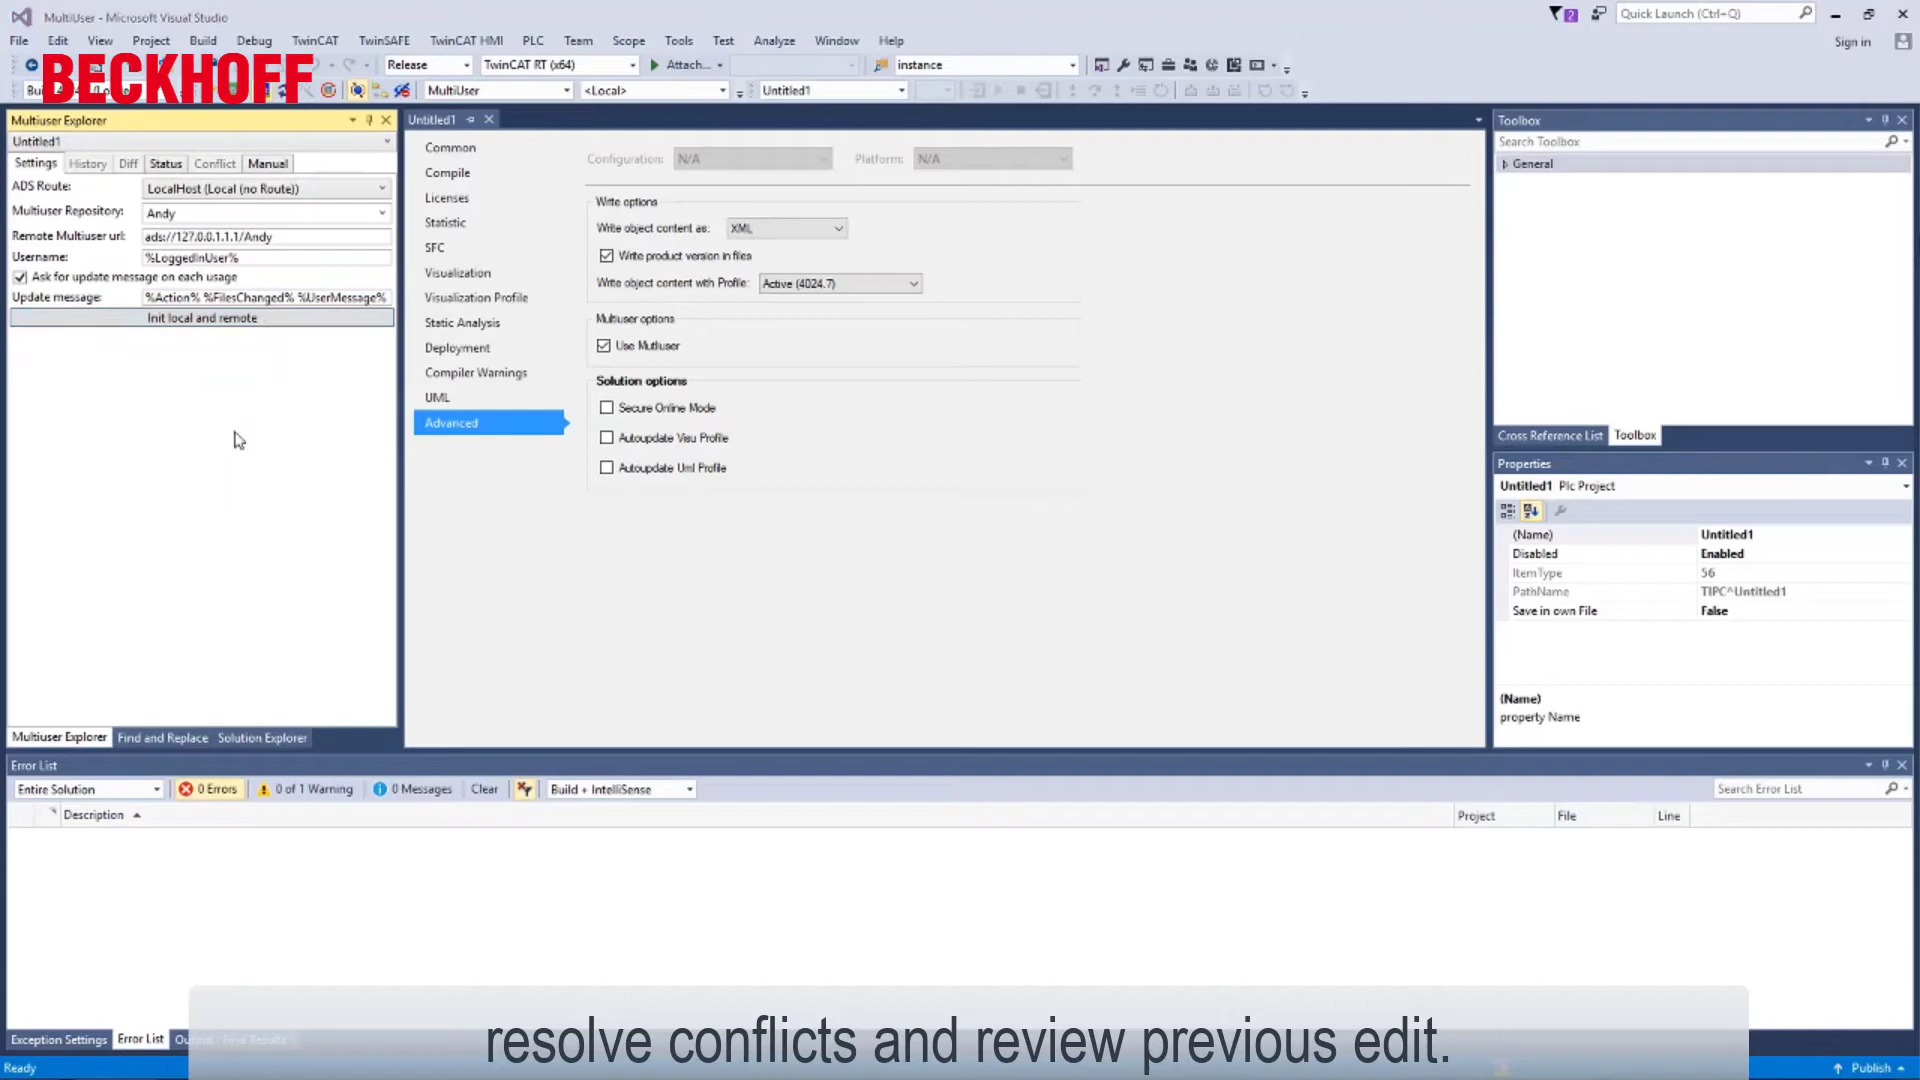 MultiUser - Microsoft Visual Studio
2
Quick Launch (Ctrl+Q)
File Edit View Project Build Debug TwinCAT TwinSAFE TwinCAT HMI PLC Team Scope Tools Test Analyze Window Help
Sign in
BECKHOFF
Release TwinCAT RT (x64) Attach... instance
MultiUser <Local> Untitled1
Multiuser Explorer
Untitled1
Settings History Diff Status Conflict Manual
ADS Route: LocalHost (Local (no Route))
Multiuser Repository: Andy
Remote Multiuser url: ads://127.0.0.1.1.1/Andy
Username: %LoggedInUser%
Ask for update message on each usage
Update message: %Action% %FilesChanged% %UserMessage%
Init local and remote
Multiuser Explorer Find and Replace Solution Explorer
Untitled1
Common
Compile
Licenses
Statistic
SFC
Visualization
Visualization Profile
Static Analysis
Deployment
Compiler Warnings
UML
Advanced
Configuration: N/A Platform: N/A
Write options
Write object content as: XML
Write product version in files
Write object content with Profile: Active (4024.7)
Multiuser options
Use Mutliuser
Solution options
Secure Online Mode
Autoupdate Visu Profile
Autoupdate Uml Profile
Toolbox
Search Toolbox
General
Cross Reference List Toolbox
Properties
Untitled1 Plc Project
(Name) Untitled1
Disabled Enabled
ItemType 56
PathName TIPC^Untitled1
Save in own File False
(Name)
property Name
Error List
Entire Solution 0 Errors 0 of 1 Warning 0 Messages Clear Build + IntelliSense Search Error List
Description Project File Line
resolve conflicts and review previous edit.
Exception Settings Error List
Ready Publish